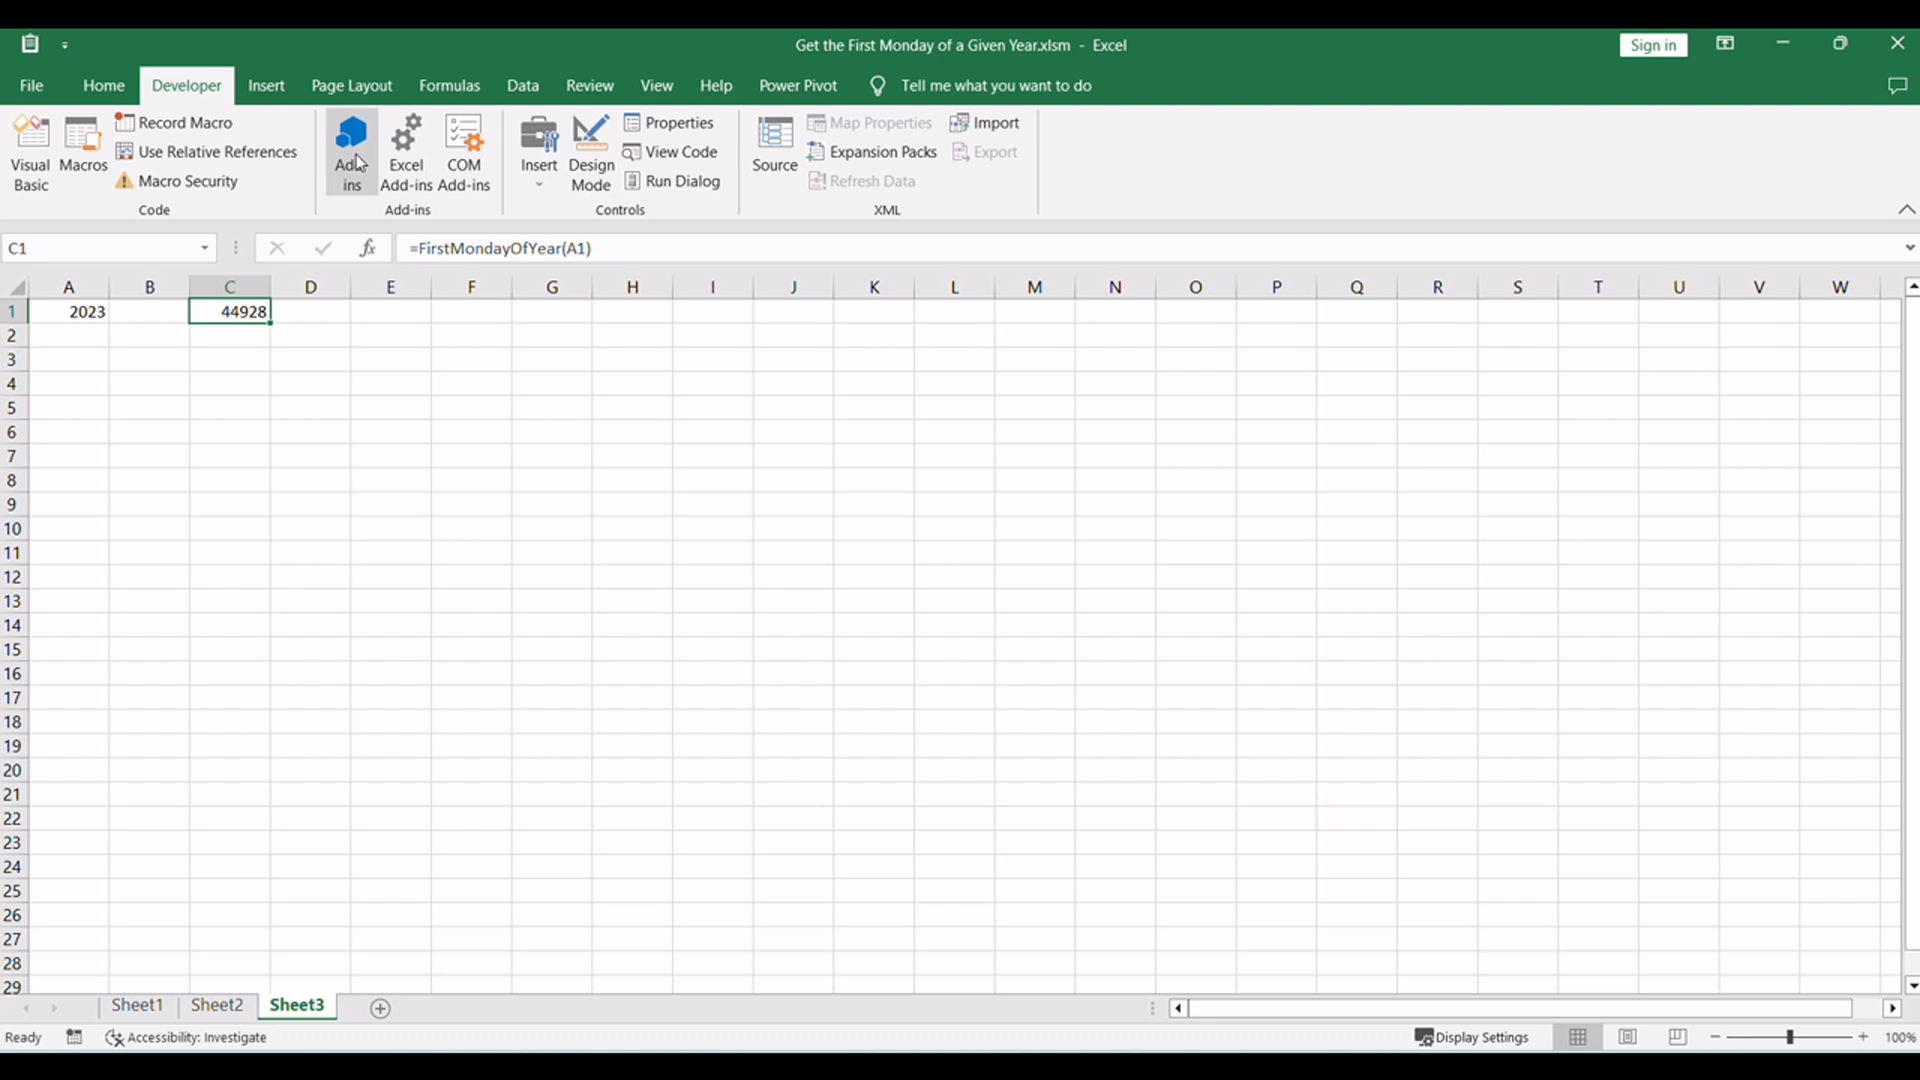 Get the First Monday of a Given Year.xlsm - Excel
Sign in
File Home Developer Insert Page Layout Formulas Data Review View Help Power Pivot Tell me what you want to do
Visual Basic
Macros
Record Macro
Use Relative References
Macro Security
Code
Add-ins
Excel Add-ins
COM Add-ins
Add-ins
Insert
Design Mode
Properties
View Code
Run Dialog
Controls
Source
Map Properties
Expansion Packs
Refresh Data
Import
Export
XML
C1 fx =FirstMondayOfYear(A1)
A B C D E F G H I J K L M N O P Q R S T U V W
1 2023 44928
2
3
4
5
6
7
8
9
10
11
12
13
14
15
16
17
18
19
20
21
22
23
24
25
26
27
28
29
Sheet1 Sheet2 Sheet3
Ready Accessibility: Investigate Display Settings 100%